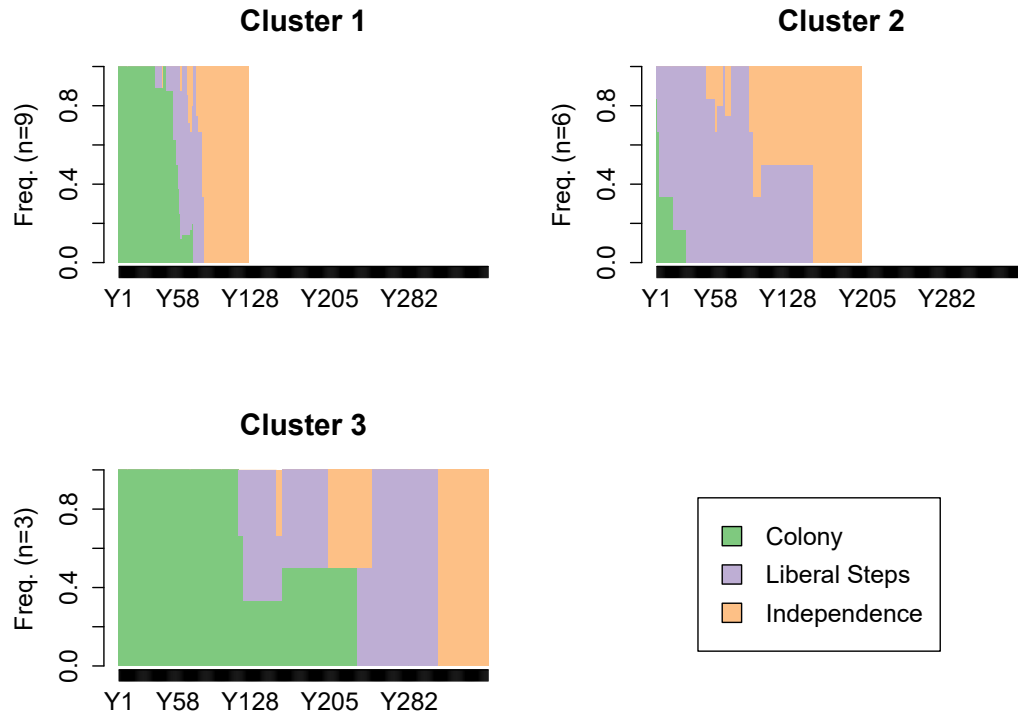 Cluster 1
Freq. (n=9)
0.0 0.4 0.8
Y1 Y58 Y128 Y205 Y282
Cluster 2
Freq. (n=6)
0.0 0.4 0.8
Y1 Y58 Y128 Y205 Y282
Cluster 3
Freq. (n=3)
0.0 0.4 0.8
Y1 Y58 Y128 Y205 Y282
Colony
Liberal Steps
Independence